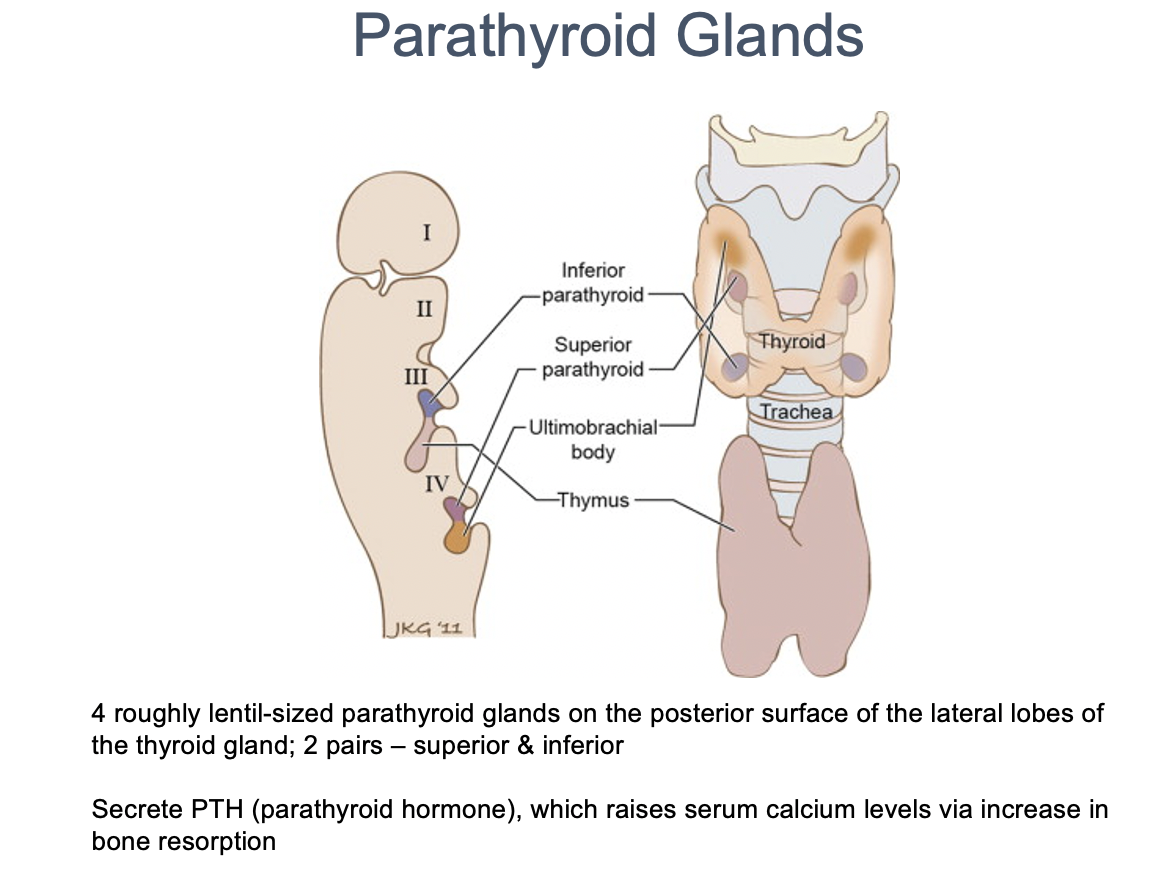 Parathyroid Glands
I
II
III
IV
JKG '11
Inferior
parathyroid
Superior
parathyroid
Ultimobrachial
body
Thymus
Thyroid
Trachea
4 roughly lentil-sized parathyroid glands on the posterior surface of the lateral lobes of
the thyroid gland; 2 pairs – superior & inferior
Secrete PTH (parathyroid hormone), which raises serum calcium levels via increase in
bone resorption